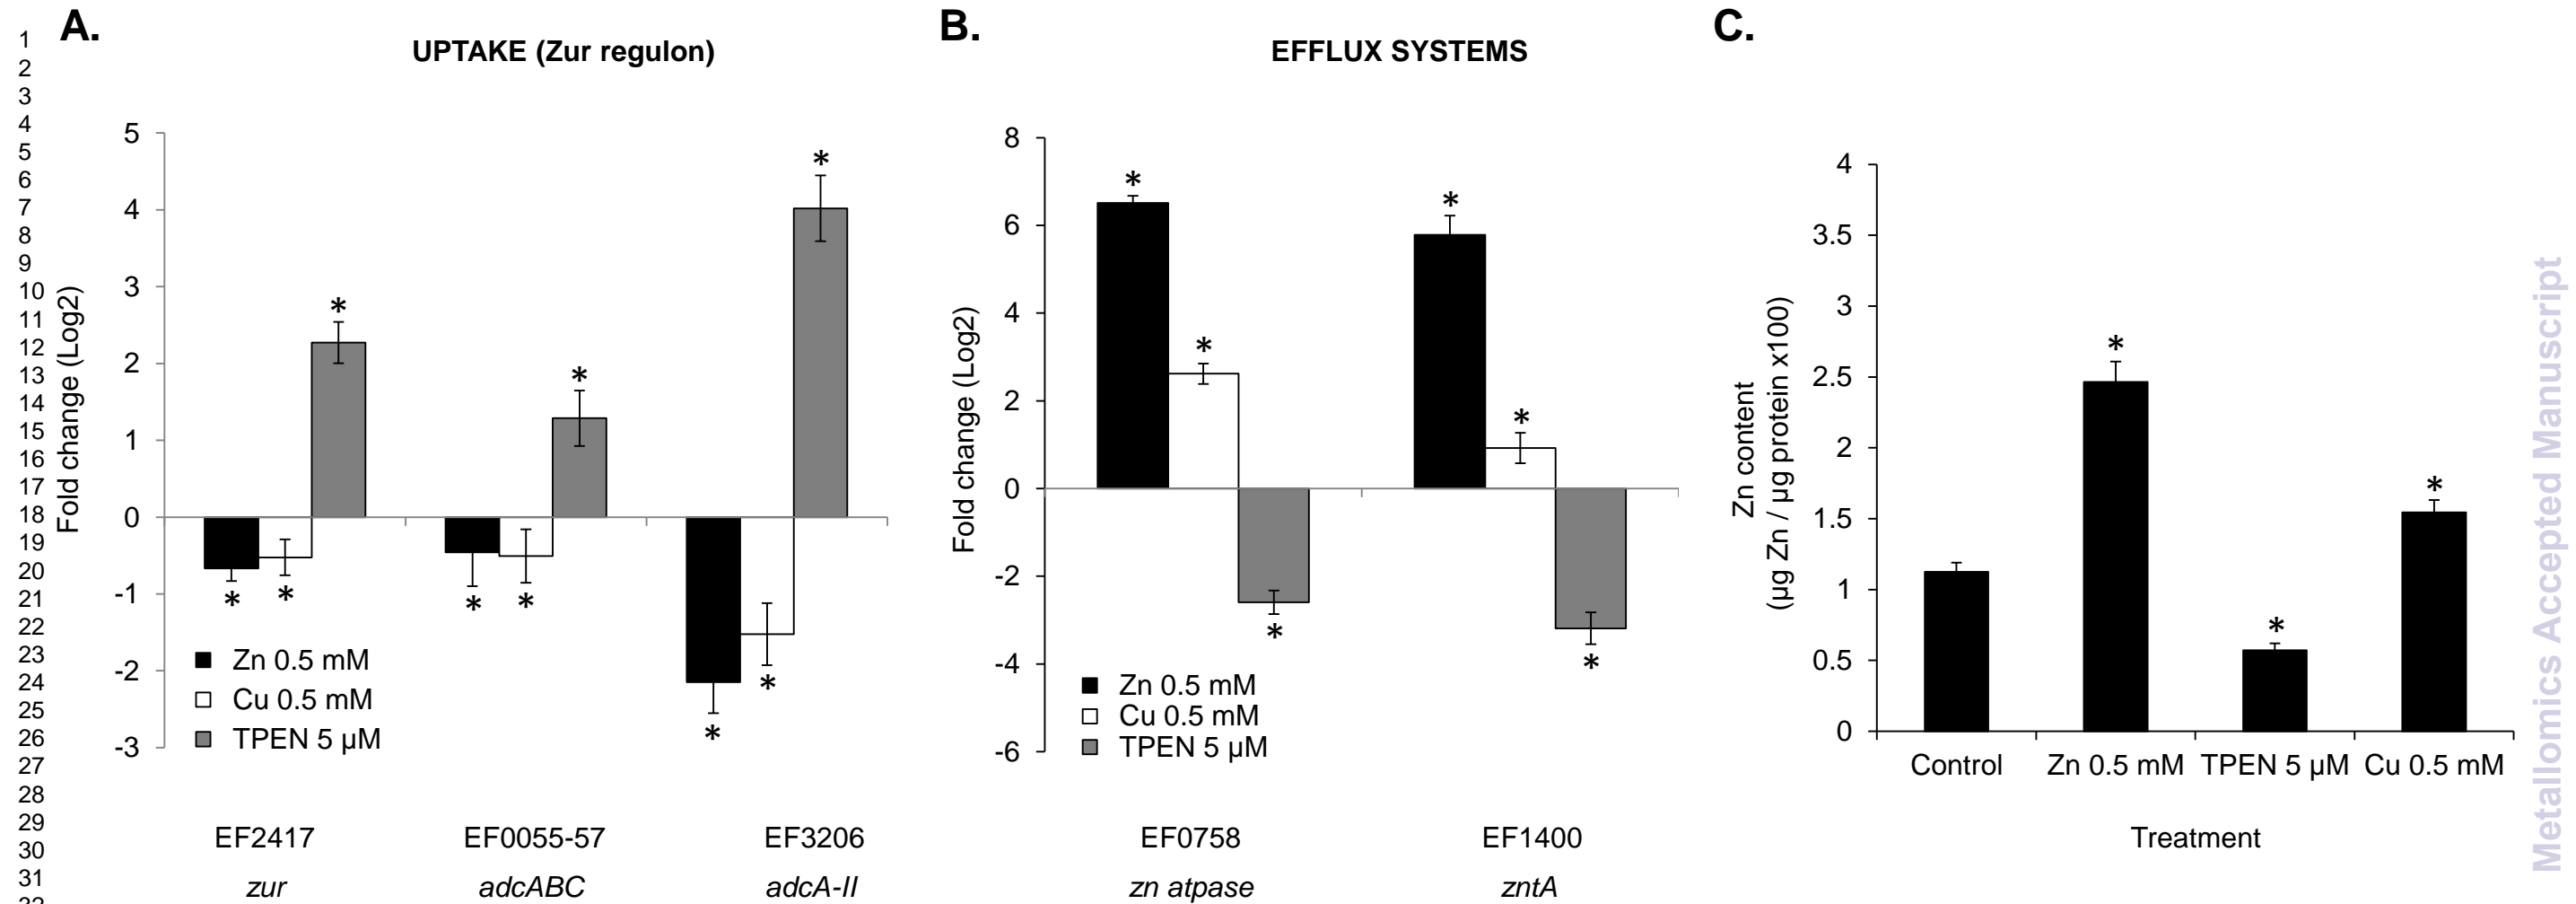 1
2
3
4
5
6
7
8
9
10
11
12
13
14
15
16
17
18
19
20
21
22
23
24
25
26
27
28
29
30
31
A.
UPTAKE (Zur regulon)
Fold change (Log2)
5
4
3
2
1
0
-1
-2
-3
* * *
* * *
* * *
Zn 0.5 mM
Cu 0.5 mM
TPEN 5 µM
EF2417 EF0055-57 EF3206
zur adcABC adcA-II
B.
EFFLUX SYSTEMS
Fold change (Log2)
8
6
4
2
0
-2
-4
-6
* * *
* * *
Zn 0.5 mM
Cu 0.5 mM
TPEN 5 µM
EF0758 EF1400
zn atpase zntA
C.
Zn content
(µg Zn / µg protein x100)
4
3.5
3
2.5
2
1.5
1
0.5
0
* * *
Control Zn 0.5 mM TPEN 5 µM Cu 0.5 mM
Treatment
Metallomics Accepted Manuscript